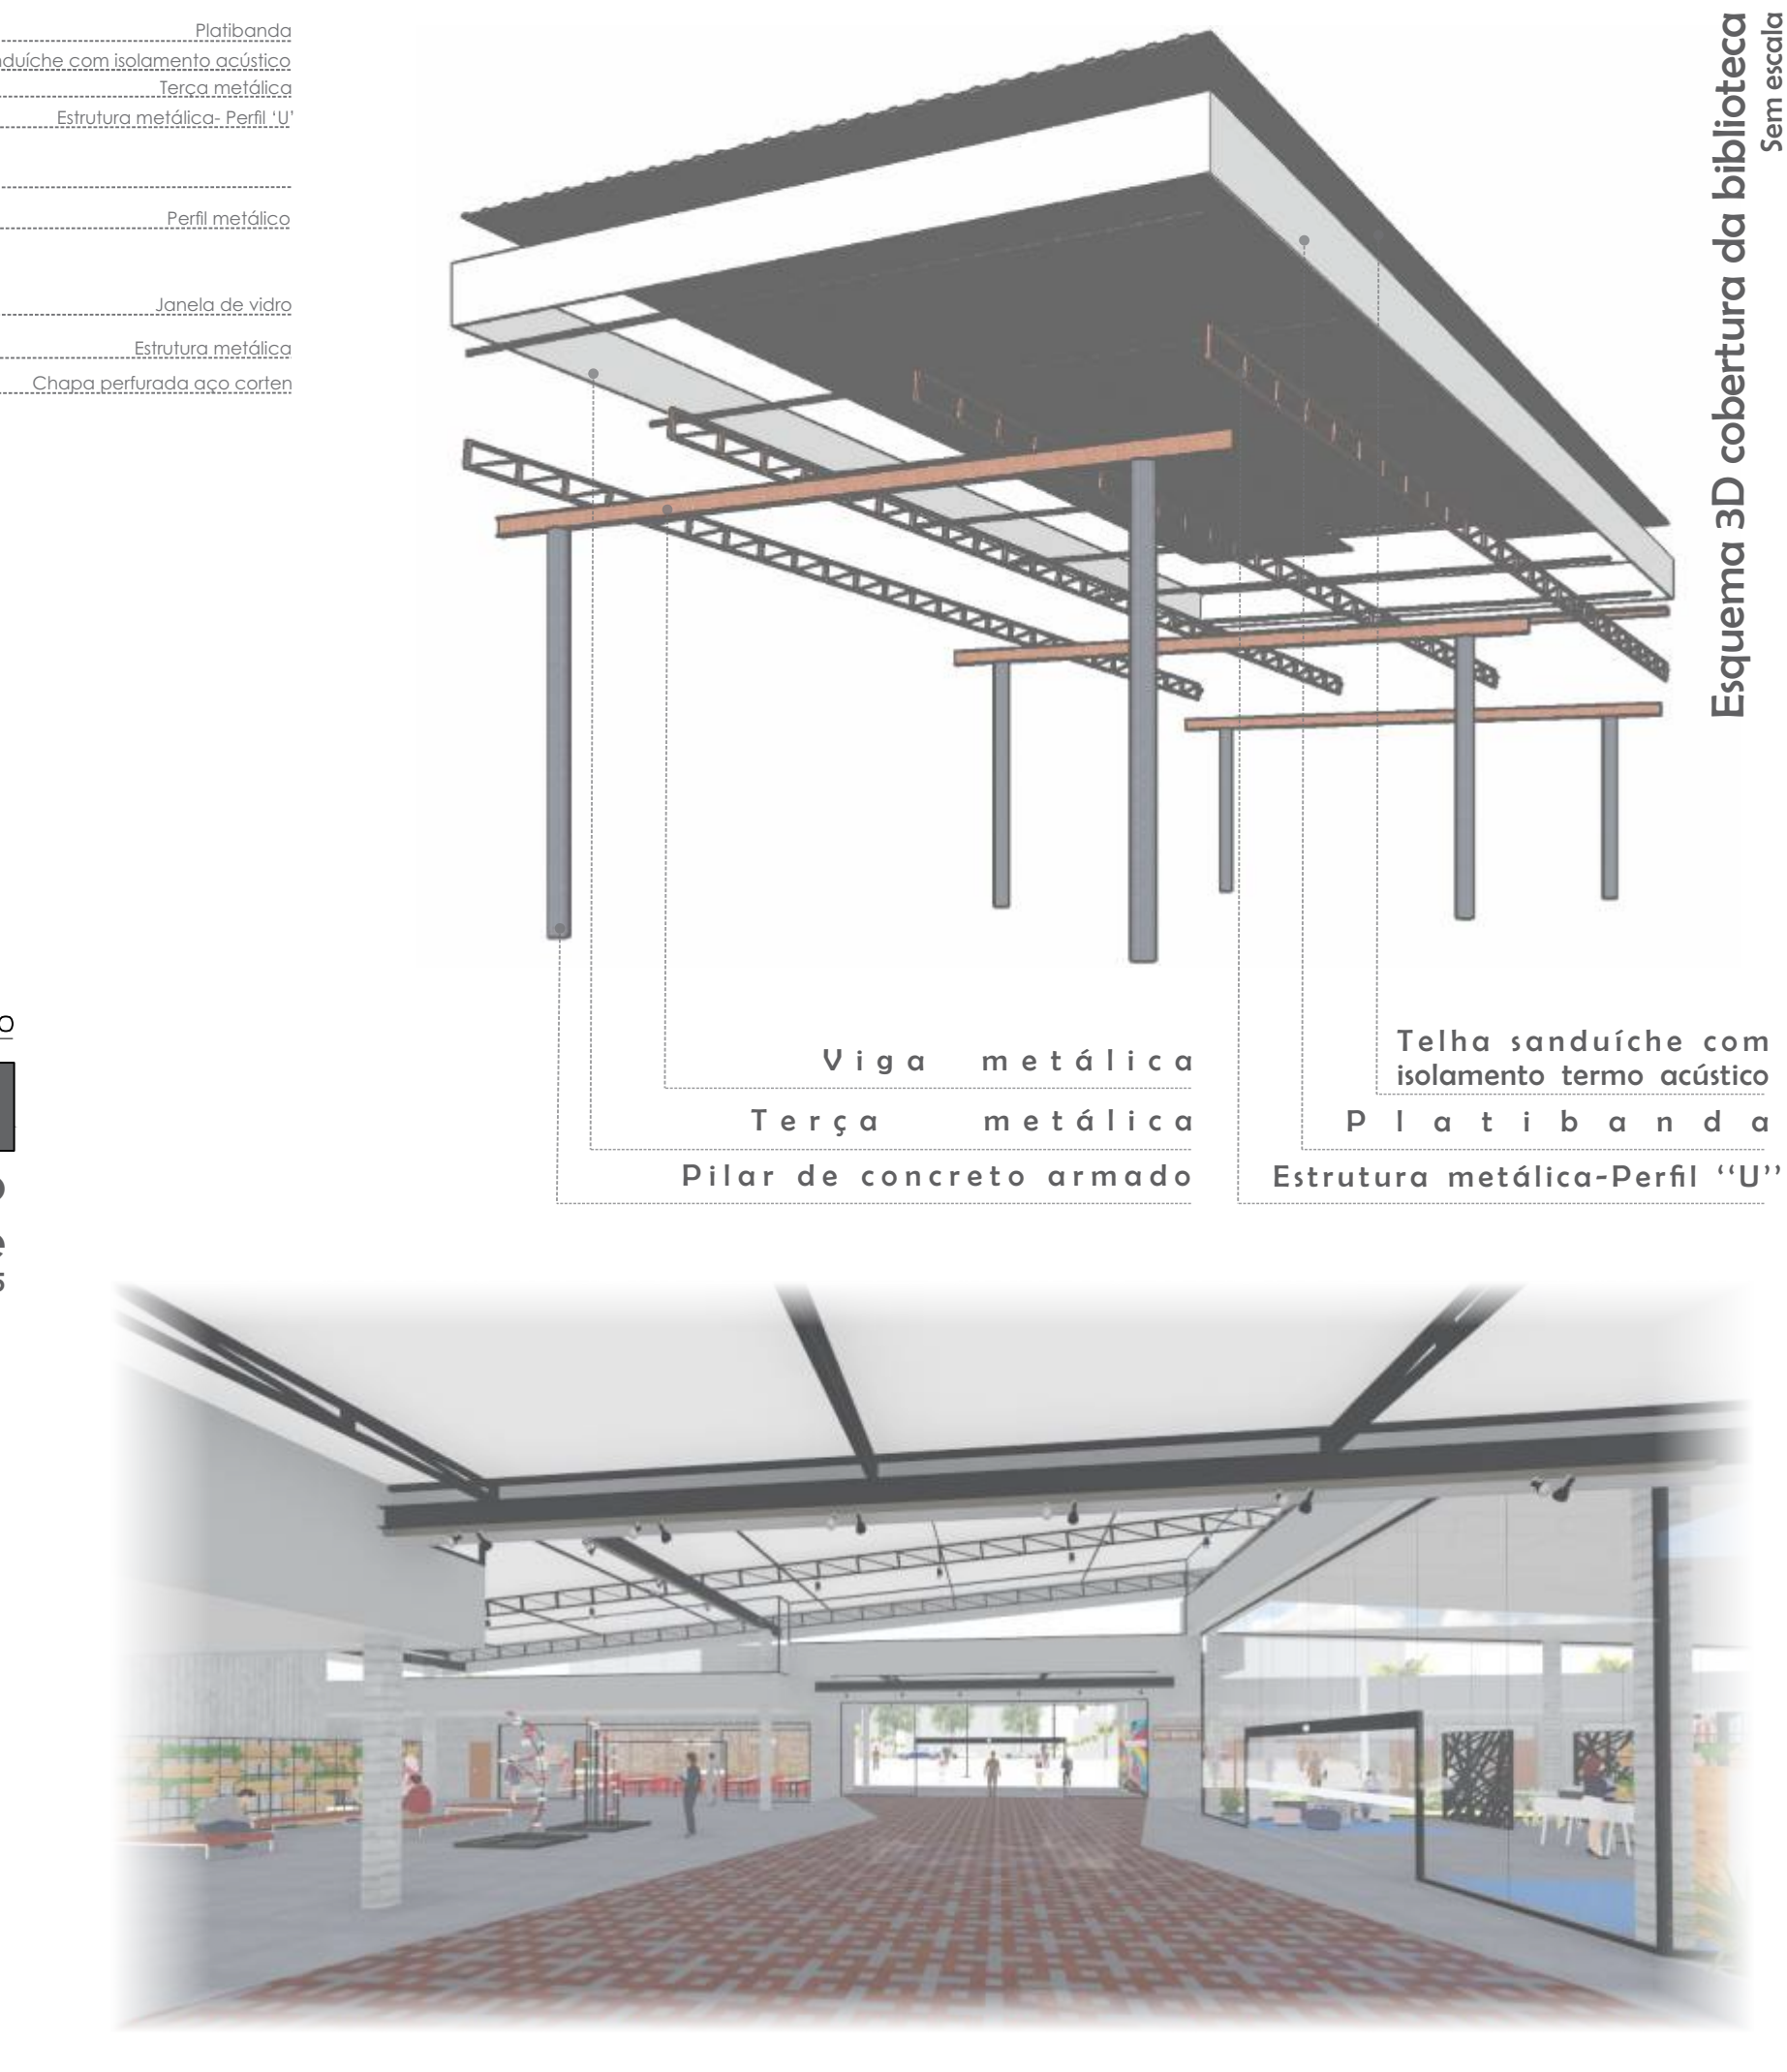 Platibanda
com isolamento acústico
Terça metálica
Estrutura metálica- Perfil ‘U’
Perfil metálico
Janela de vidro
Estrutura metálica
Chapa perfurada aço corten
Esquema 3D cobertura da biblioteca
Sem escala
Viga metálica
Terça metálica
Pilar de concreto armado
Telha sanduíche com
isolamento termo acústico
Platibanda
Estrutura metálica-Perfil ‘‘U’’